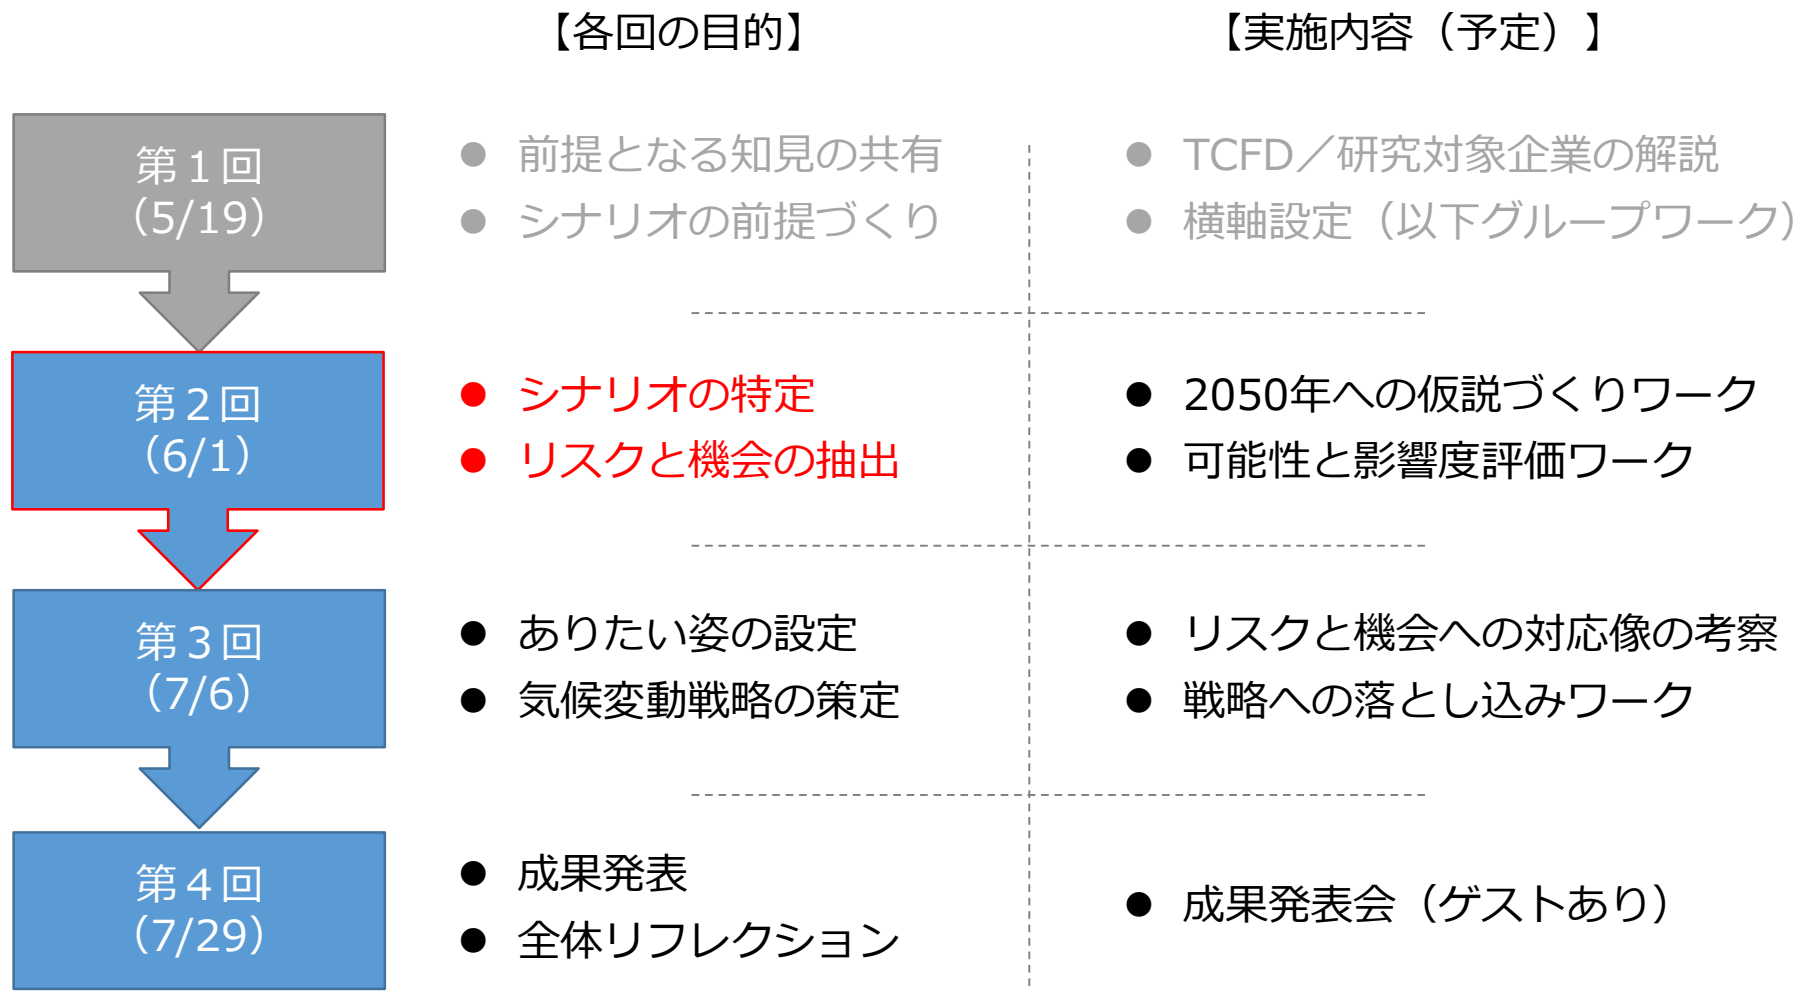 【各回の目的】
【実施内容（予定）】
第１回
（5/19）
● 前提となる知見の共有
● シナリオの前提づくり
● TCFD／研究対象企業の解説
● 横軸設定（以下グループワーク）
第２回
（6/1）
● シナリオの特定
● リスクと機会の抽出
● 2050年への仮説づくりワーク
● 可能性と影響度評価ワーク
第３回
（7/6）
● ありたい姿の設定
● 気候変動戦略の策定
● リスクと機会への対応像の考察
● 戦略への落とし込みワーク
第４回
（7/29）
● 成果発表
● 全体リフレクション
● 成果発表会（ゲストあり）